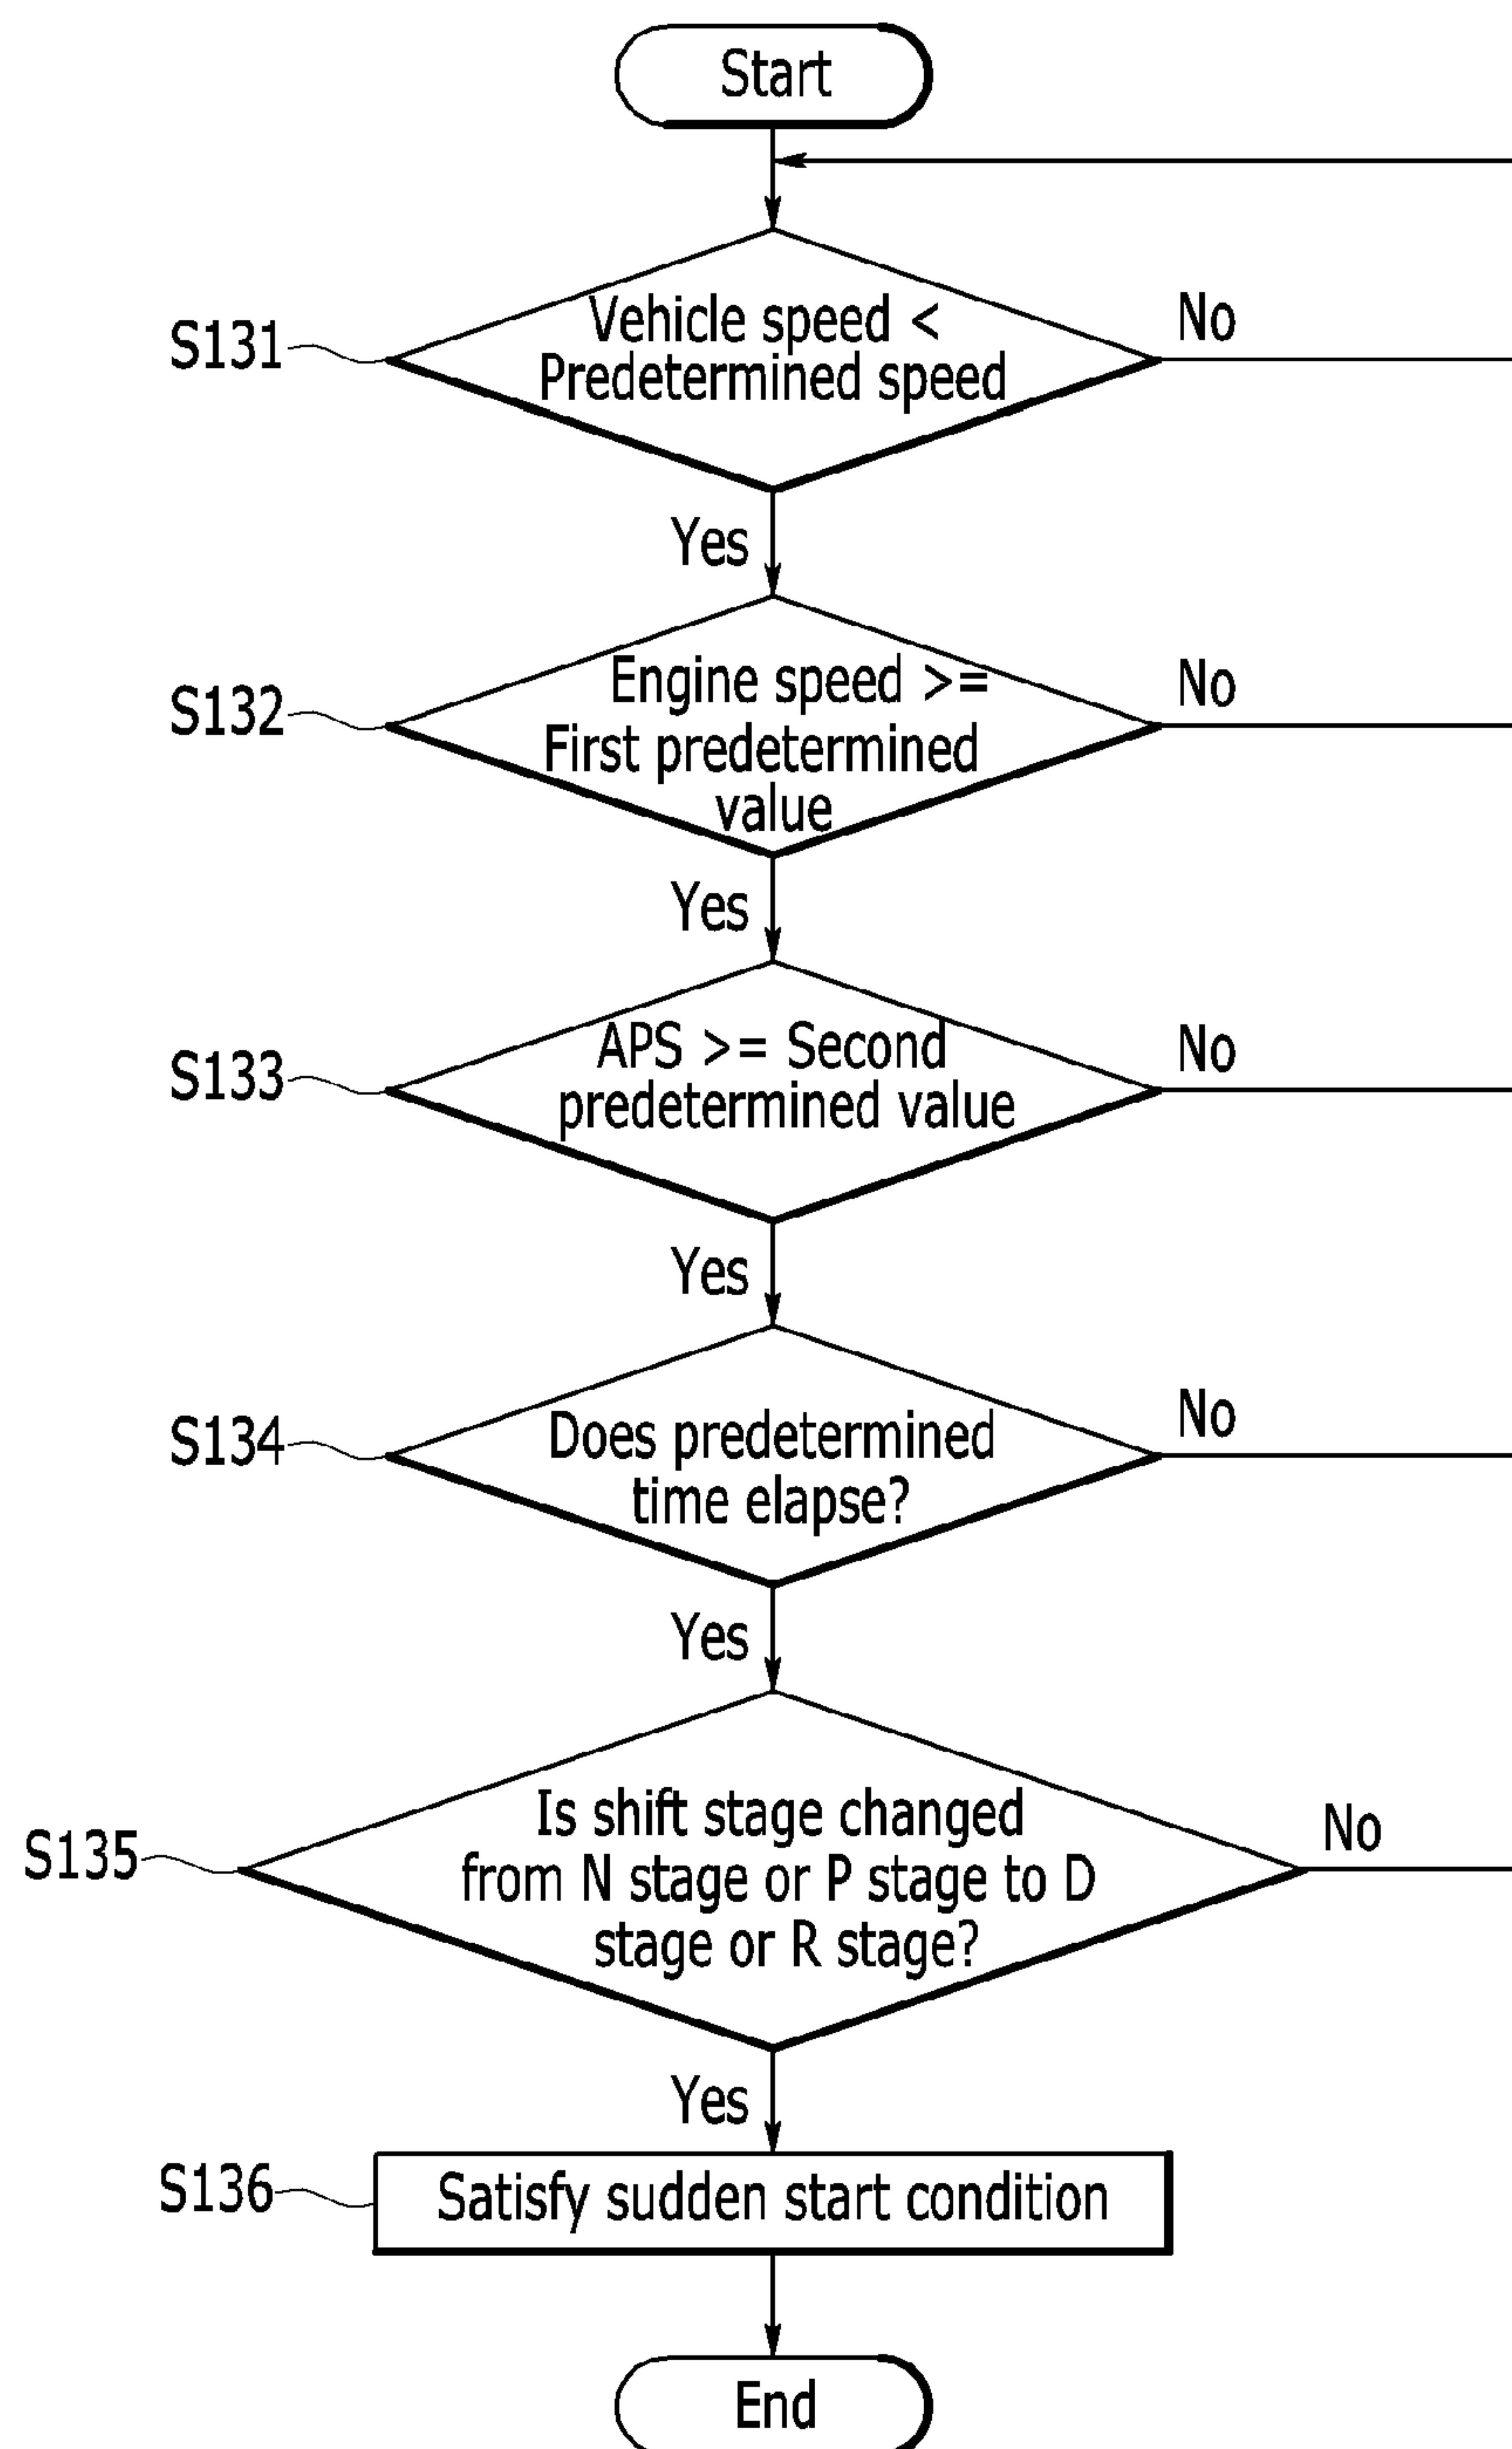 Start
Vehicle speed <
Predetermined speed
No
S131
Yes
Engine speed >=
First predetermined
value
No
S132
Yes
APS >= Second
predetermined value
No
S133
Yes
Does predetermined
time elapse?
No
S134
Yes
Is shift stage changed
from N stage or P stage to D
stage or R stage?
No
S135
Yes
S136
Satisfy sudden start condition
End